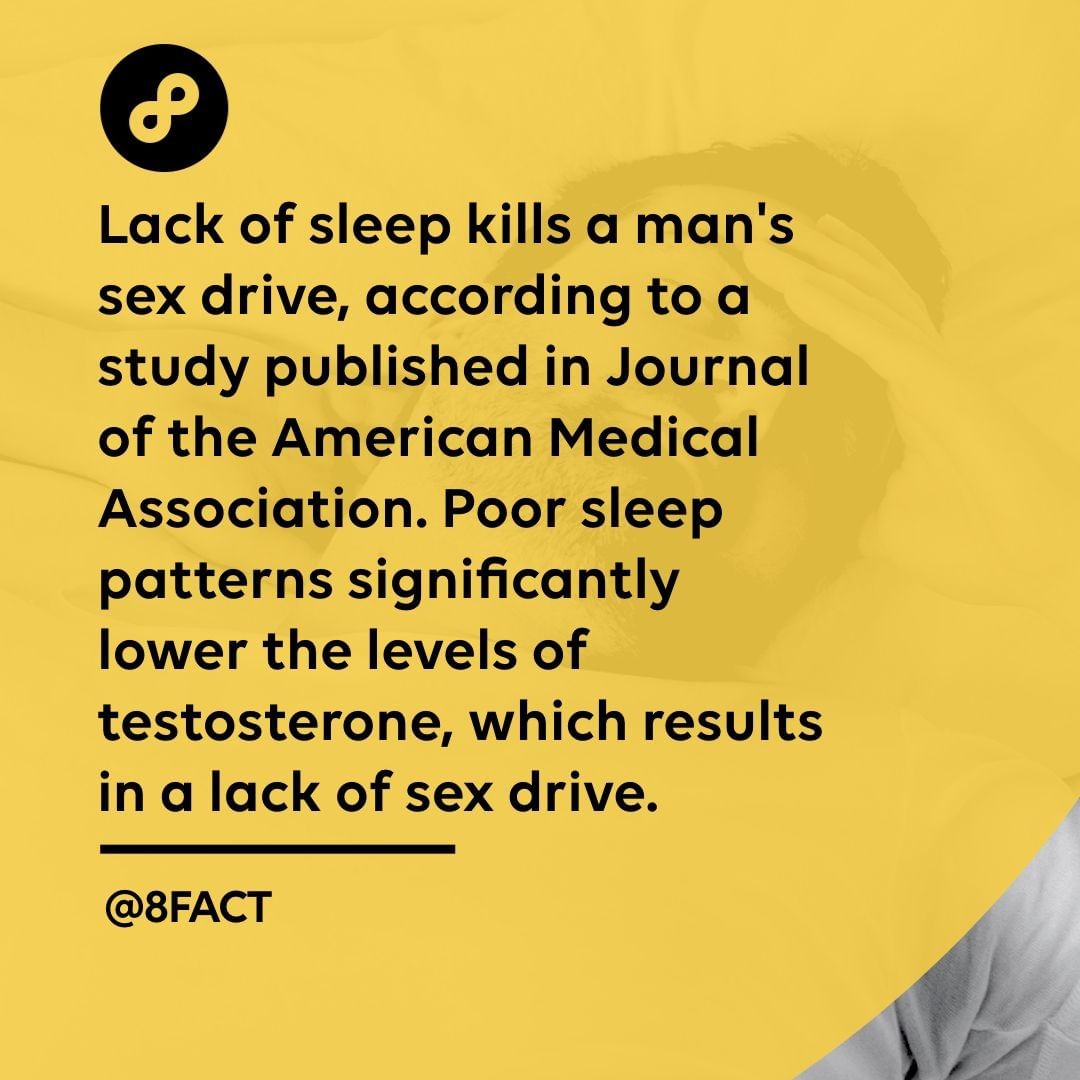 Lack of sleep kills a man's
sex drive, according to a
study published in Journal
of the American Medical
Association. Poor sleep
patterns significantly
lower the levels of
testosterone, which results
in a lack of sex drive.
@8FACT